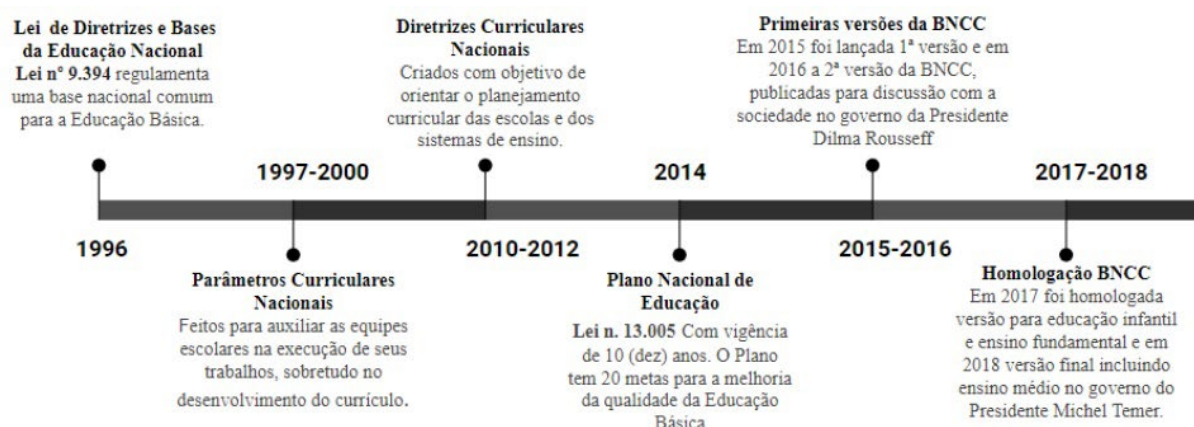 Lei de Diretrizes e Bases
da Educação Nacional
Lei nº 9.394 regulamenta
uma base nacional comum
para a Educação Básica.
1996
1997-2000
Parâmetros Curriculares
Nacionais
Feitos para auxiliar as equipes
escolares na execução de seus
trabalhos, sobretudo no
desenvolvimento do currículo.
Diretrizes Curriculares
Nacionais
Criados com objetivo de
orientar o planejamento
curricular das escolas e dos
sistemas de ensino.
2010-2012
2014
Plano Nacional de
Educação
Lei n. 13.005 Com vigência
de 10 (dez) anos. O Plano
tem 20 metas para a melhoria
da qualidade da Educação
Básica
Primeiras versões da BNCC
Em 2015 foi lançada 1ª versão e em
2016 a 2ª versão da BNCC,
publicadas para discussão com a
sociedade no governo da Presidente
Dilma Rousseff
2015-2016
2017-2018
Homologação BNCC
Em 2017 foi homologada
versão para educação infantil
e ensino fundamental e em
2018 versão final incluindo
ensino médio no governo do
Presidente Michel Temer.